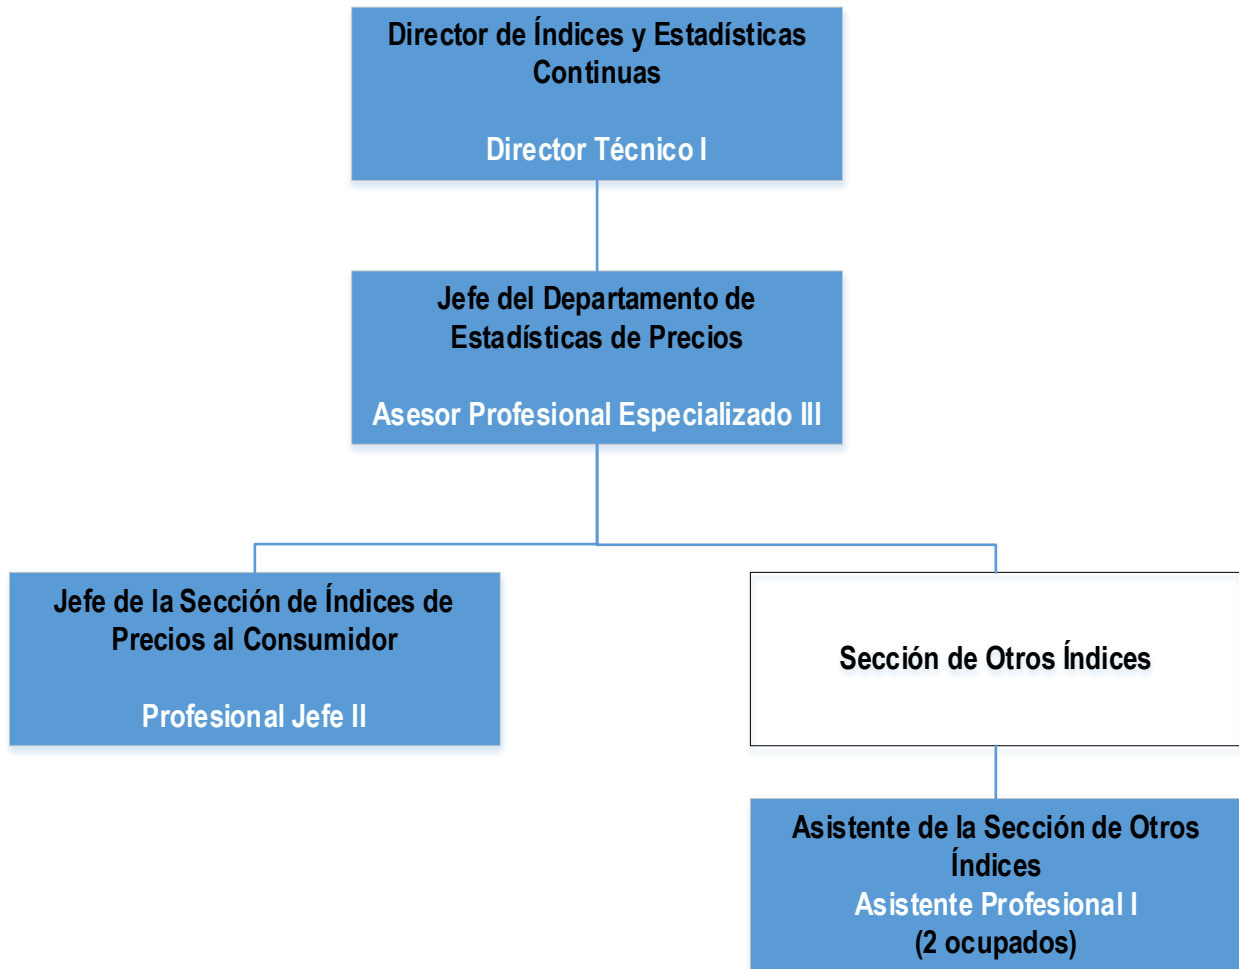 Director de Índices y Estadísticas
Continuas
Director Técnico I
Jefe del Departamento de
Estadísticas de Precios
Asesor Profesional Especializado III
Jefe de la Sección de Índices de
Precios al Consumidor
Profesional Jefe II
Sección de Otros Índices
Asistente de la Sección de Otros
Índices
Asistente Profesional I
(2 ocupados)